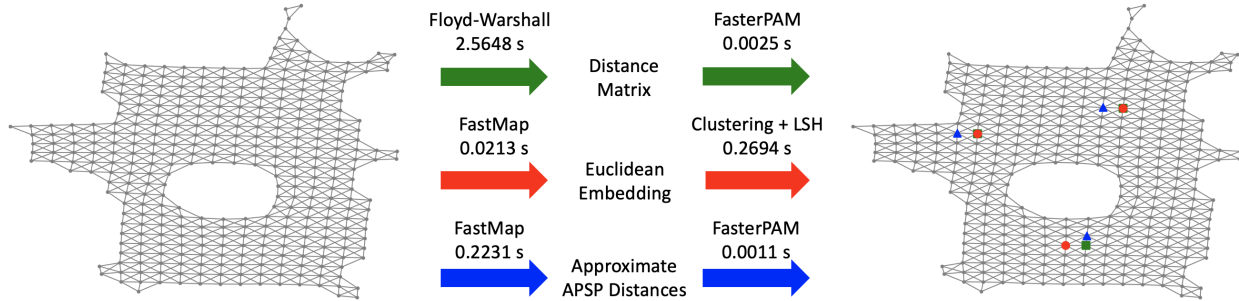 Floyd-Warshall
2.5648 s
Distance
Matrix
FasterPAM
0.0025 s
FastMap
0.0213 s
Euclidean
Embedding
Clustering + LSH
0.2694 s
FastMap
0.2231 s
Approximate
APSP Distances
FasterPAM
0.0011 s